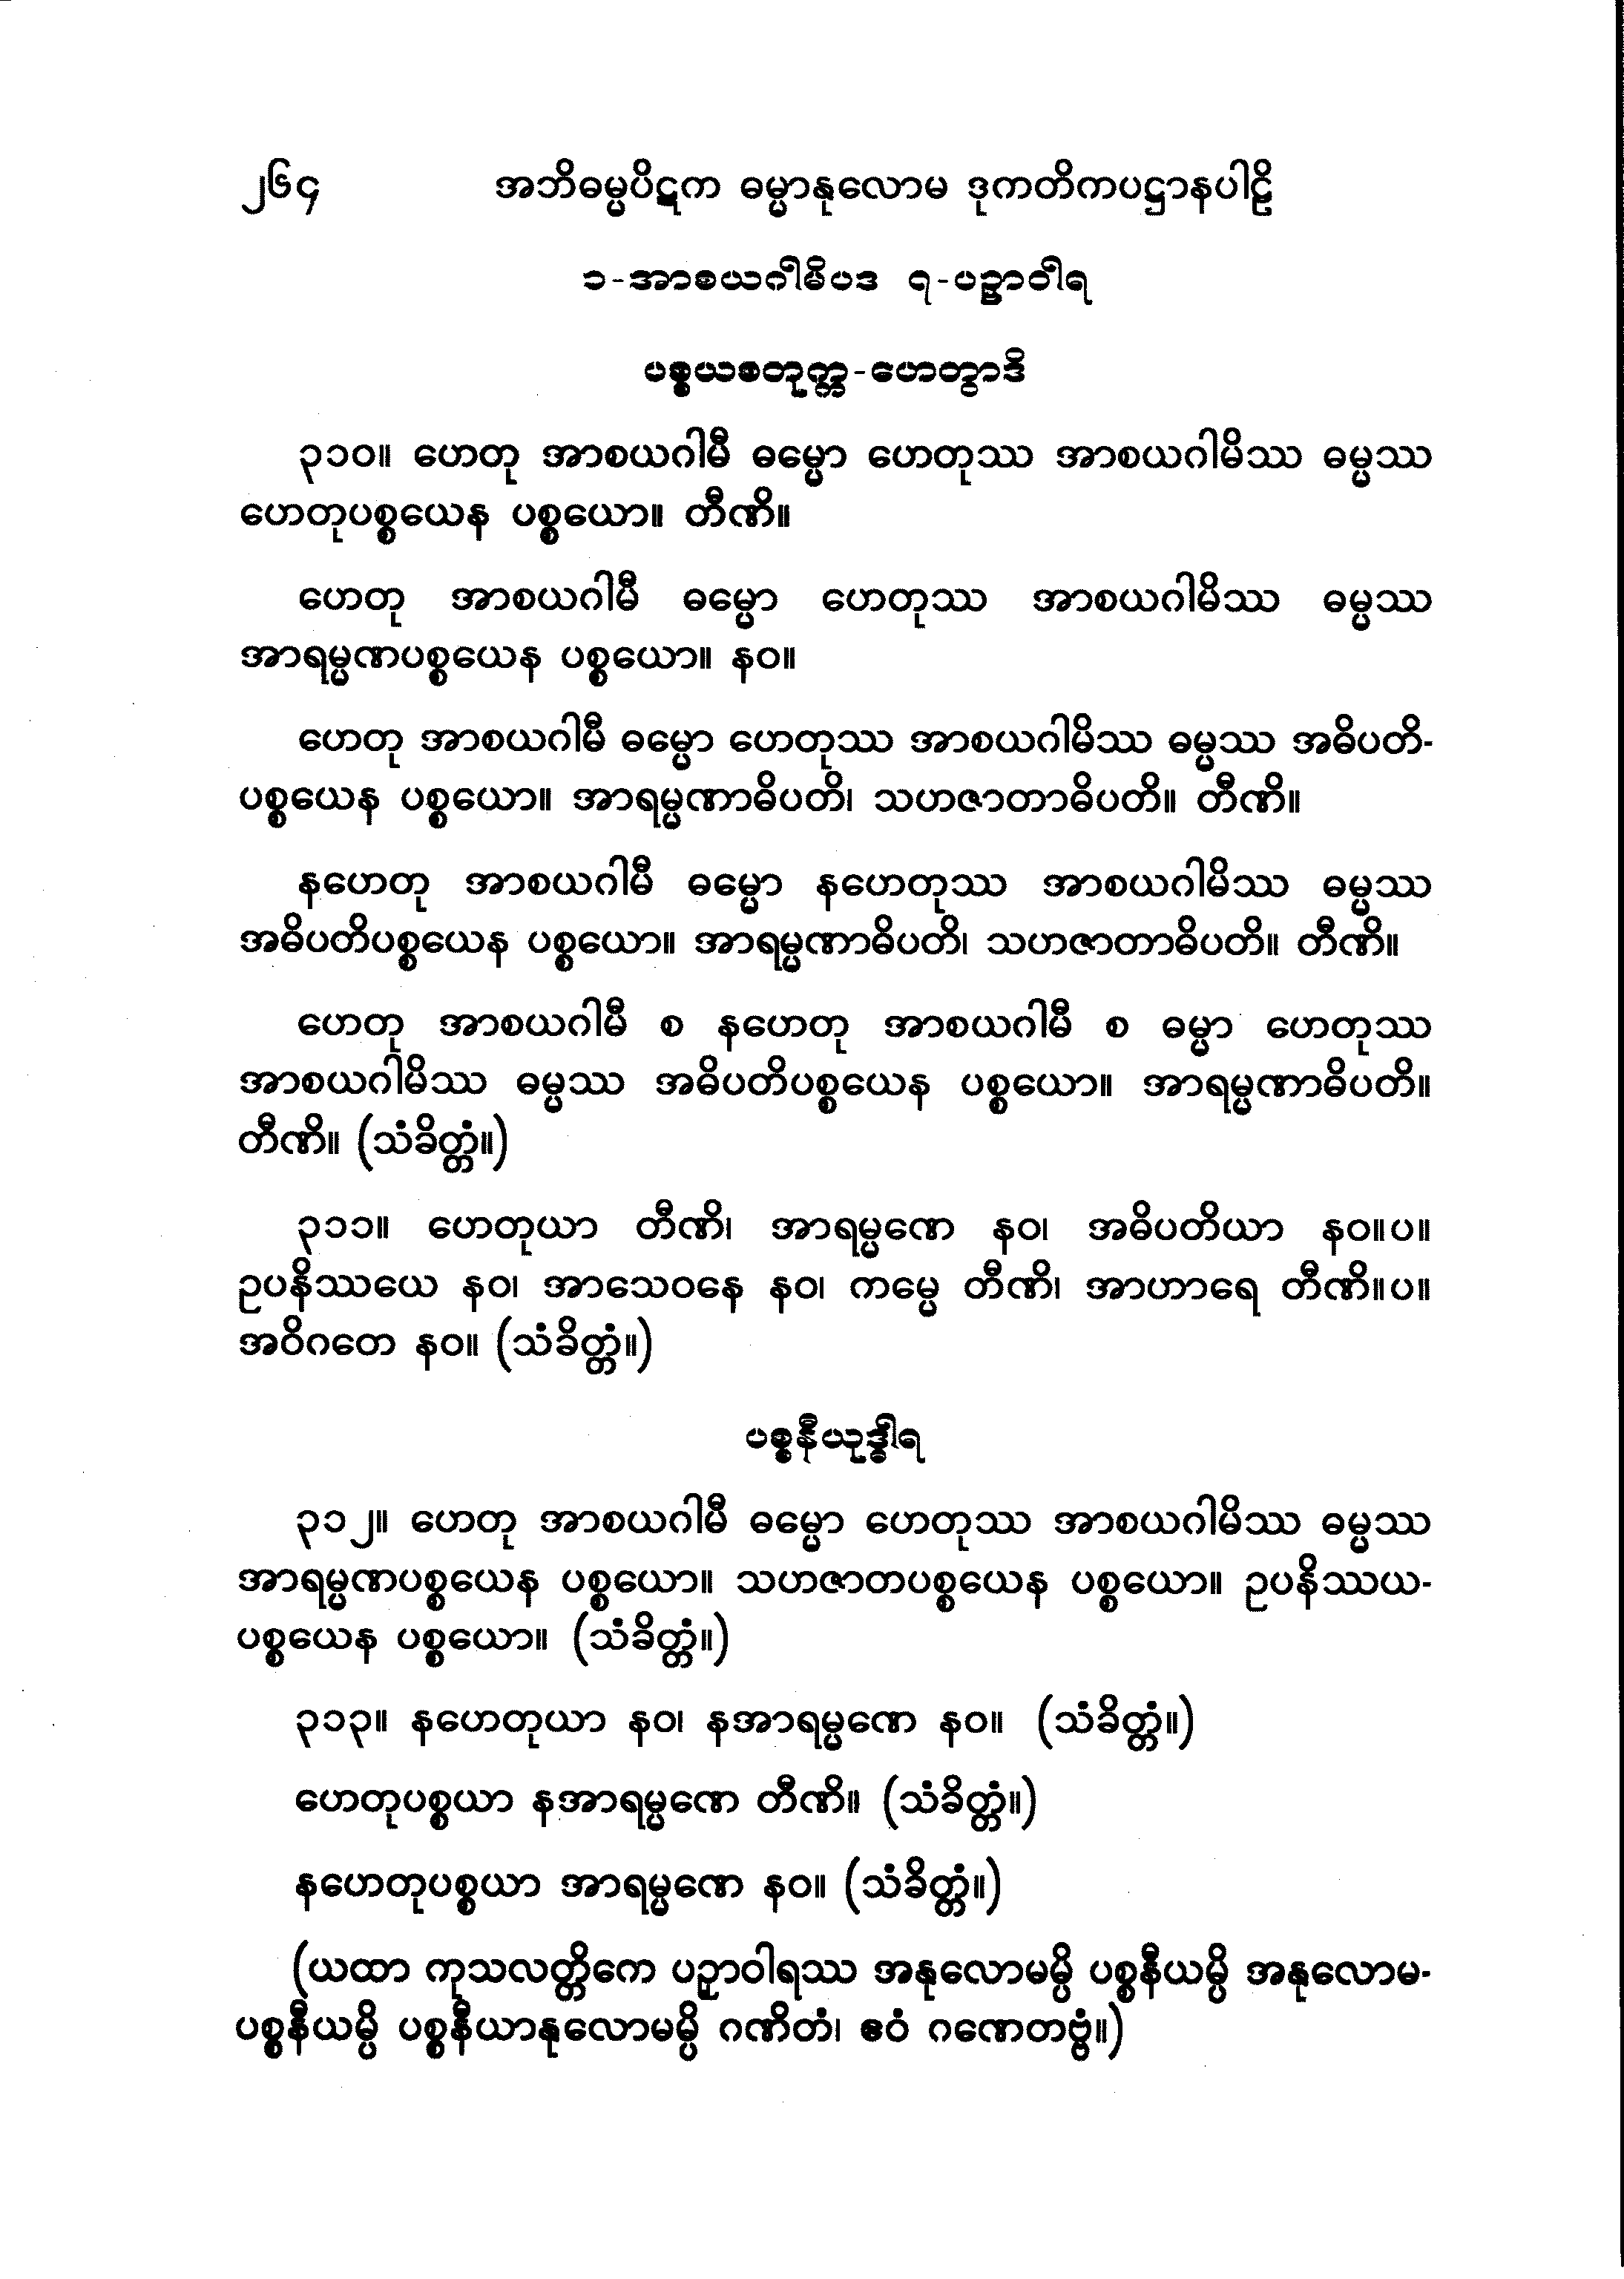 ၂၆၄ အဘိဓမ္မပိဋက ဓမ္မာနုလောမ ဒုကတိကပဋ္ဌာနပါဠိ
၁-အာစယဂါမိပဒ ၇-ပဉှာဝါရ
ပစ္စယစတုက္က-ဟေတွာဒိ
၃၁၀။ ဟေတု အာစယဂါမီ ဓမ္မော ဟေတုဿ အာစယဂါမိဿ ဓမ္မဿ
ဟေတုပစ္စယေန ပစ္စယော။ တီဏိ။
ဟေတု အာစယဂါမီ ဓမ္မော ဟေတုဿ အာစယဂါမိဿ ဓမ္မဿ
အာရမ္မဏပစ္စယေန ပစ္စယော။ နဝ။
ဟေတု အာစယဂါမီ ဓမ္မော ဟေတုဿ အာစယဂါမိဿ ဓမ္မဿ အဓိပတိ-
ပစ္စယေန ပစ္စယော။ အာရမ္မဏာဓိပတိ၊ သဟဇာတာဓိပတိ။ တီဏိ။
နဟေတု အာစယဂါမီ ဓမ္မော နဟေတုဿ အာစယဂါမိဿ ဓမ္မဿ
အဓိပတိပစ္စယေန ပစ္စယော။ အာရမ္မဏာဓိပတိ၊ သဟဇာတာဓိပတိ။ တီဏိ။
ဟေတု အာစယဂါမီ စ နဟေတု အာစယဂါမီ စ ဓမ္မာ ဟေတုဿ
အာစယဂါမိဿ ဓမ္မဿ အဓိပတိပစ္စယေန ပစ္စယော။ အာရမ္မဏာဓိပတိ။
တီဏိ။ (သံခိတ္တံ။)
၃၁၁။ ဟေတုယာ တီဏိ၊ အာရမ္မဏေ နဝ၊ အဓိပတိယာ နဝ။ပ။
ဥပနိဿယေ နဝ၊ အာသေဝနေ နဝ၊ ကမ္မေ တီဏိ၊ အာဟာရေ တီဏိ။ပ။
အဝိဂတေ နဝ။ (သံခိတ္တံ။)
ပစ္စနီယုဒ္ဓါရ
၃၁၂။ ဟေတု အာစယဂါမီ ဓမ္မော ဟေတုဿ အာစယဂါမိဿ ဓမ္မဿ
အာရမ္မဏပစ္စယေန ပစ္စယော။ သဟဇာတပစ္စယေန ပစ္စယော။ ဥပနိဿယ-
ပစ္စယေန ပစ္စယော။ (သံခိတ္တံ။)
၃၁၃။ နဟေတုယာ နဝ၊ နအာရမ္မဏေ နဝ။ (သံခိတ္တံ။)
ဟေတုပစ္စယာ နအာရမ္မဏေ တီဏိ။ (သံခိတ္တံ။)
နဟေတုပစ္စယာ အာရမ္မဏေ နဝ။ (သံခိတ္တံ။)
(ယထာ ကုသလတ္တိကေ ပဉှာဝါရဿ အနုလောမမ္ပိ ပစ္စနီယမ္ပိ အနုလောမ-
ပစ္စနီယမ္ပိ ပစ္စနီယာနုလောမမ္ပိ ဂဏိတံ၊ ဧဝံ ဂဏေတဗ္ဗံ။)